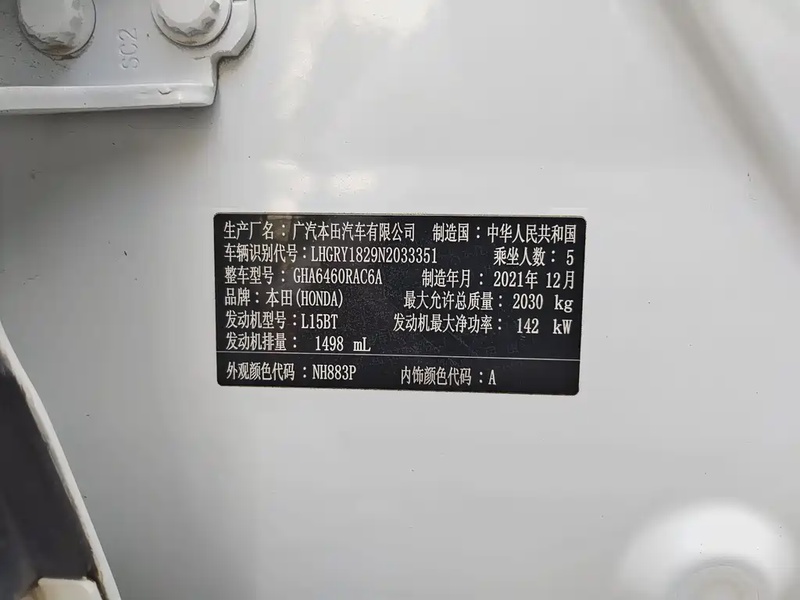 SC2
生产厂名：广汽本田汽车有限公司 制造国：中华人民共和国
车辆识别代号：LHGRY1829N2033351 乘坐人数：5
整车型号：GHA6460RAC6A 制造年月：2021年 12月
品牌：本田(HONDA) 最大允许总质量：2030 kg
发动机型号：L15BT 发动机最大净功率：142 kW
发动机排量： 1498 mL
外观颜色代码：NH883P 内饰颜色代码：A